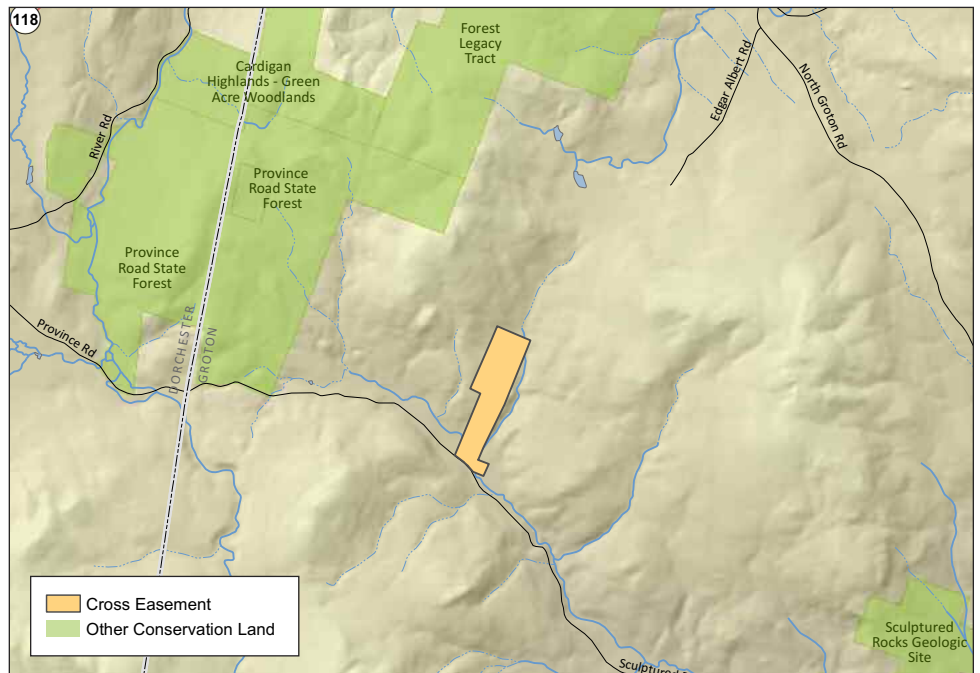 118
Forest
Legacy
Tract
Cardigan
Highlands - Green
Acre Woodlands
River Rd
Edgar Albert Rd
North Groton Rd
Province
Road State
Forest
Province
Road State
Forest
Province Rd
DORCHESTER
GROTON
Cross Easement
Other Conservation Land
Sculptured
Rocks Geologic
Site
Sculptured